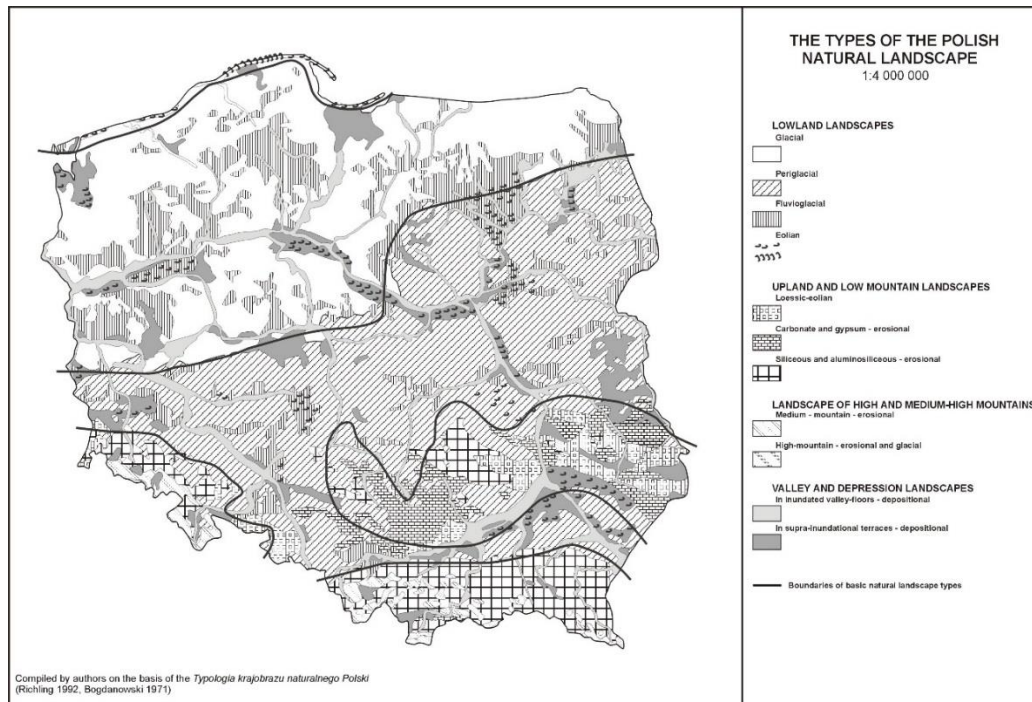 THE TYPES OF THE POLISH
NATURAL LANDSCAPE
1:4 000 000
LOWLAND LANDSCAPES
Glacial
Periglacial
Fluvioglacial
Eolian
UPLAND AND LOW MOUNTAIN LANDSCAPES
Loessic-eolian
Carbonate and gypsum - erosional
Siliceous and aluminosiliceous - erosional
LANDSCAPE OF HIGH AND MEDIUM-HIGH MOUNTAINS
Medium - mountain - erosional
High-mountain - erosional and glacial
VALLEY AND DEPRESSION LANDSCAPES
In inundated valley-floors - depositional
In supra-inundational terraces - depositional
Boundaries of basic natural landscape types
Compiled by authors on the basis of the Typologia krajobrazu naturalnego Polski
(Richling 1992, Bogdanowski 1971)